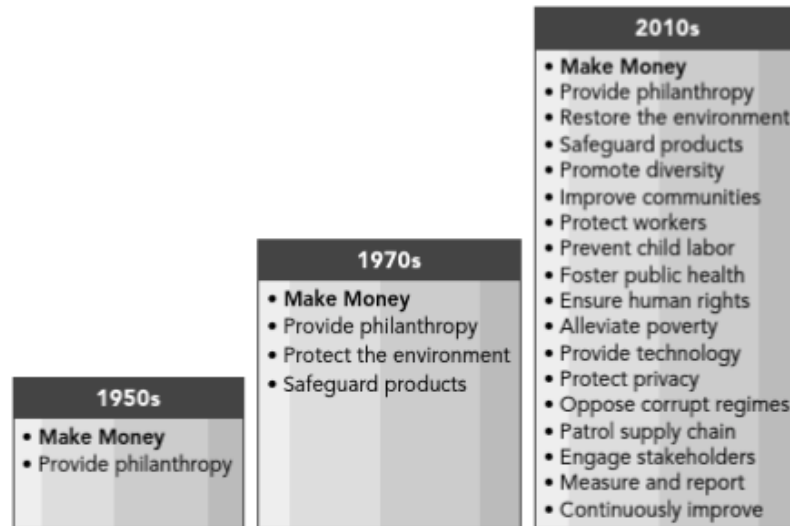 1950s
• Make Money
• Provide philanthropy
1970s
• Make Money
• Provide philanthropy
• Protect the environment
• Safeguard products
2010s
• Make Money
• Provide philanthropy
• Restore the environment
• Safeguard products
• Promote diversity
• Improve communities
• Protect workers
• Prevent child labor
• Foster public health
• Ensure human rights
• Alleviate poverty
• Provide technology
• Protect privacy
• Oppose corrupt regimes
• Patrol supply chain
• Engage stakeholders
• Measure and report
• Continuously improve